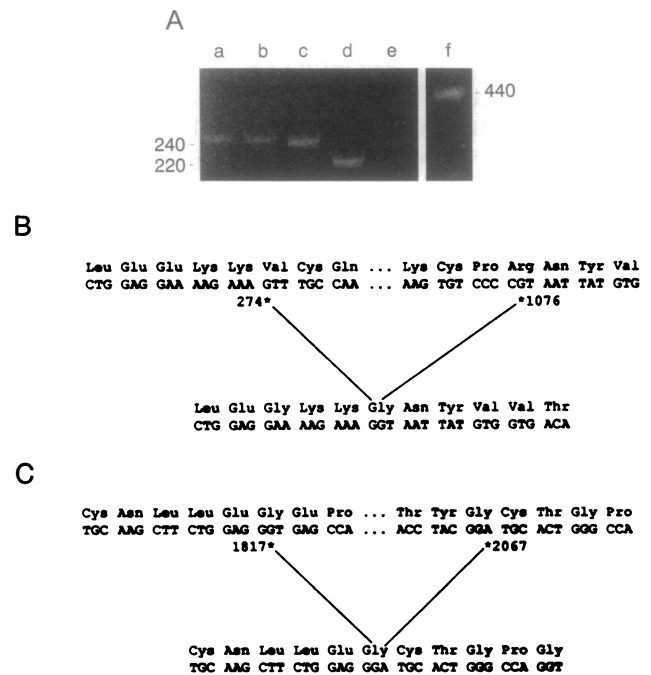 A
a b c d e f
440
240
220
B
Leu Glu Glu Lys Lys Val Cys Gln ... Lys Cys Pro Arg Asn Tyr Val
CTG GAG GAA AAG AAA GTT TGC CAA ... AAG TGT CCC CGT AAT TAT GTG
274* *1076
Leu Glu Gly Lys Lys Gly Asn Tyr Val Val Thr
CTG GAG GAA AAG AAA GGT AAT TAT GTG GTG ACA
C
Cys Asn Leu Leu Glu Gly Glu Pro ... Thr Tyr Gly Cys Thr Gly Pro
TGC AAG CTT CTG GAG GGT GAG CCA ... ACC TAC GGA TGC ACT GGG CCA
1817* *2067
Cys Asn Leu Leu Glu Gly Cys Thr Gly Pro Gly
TGC AAG CTT CTG GAG GGA TGC ACT GGG CCA GGT